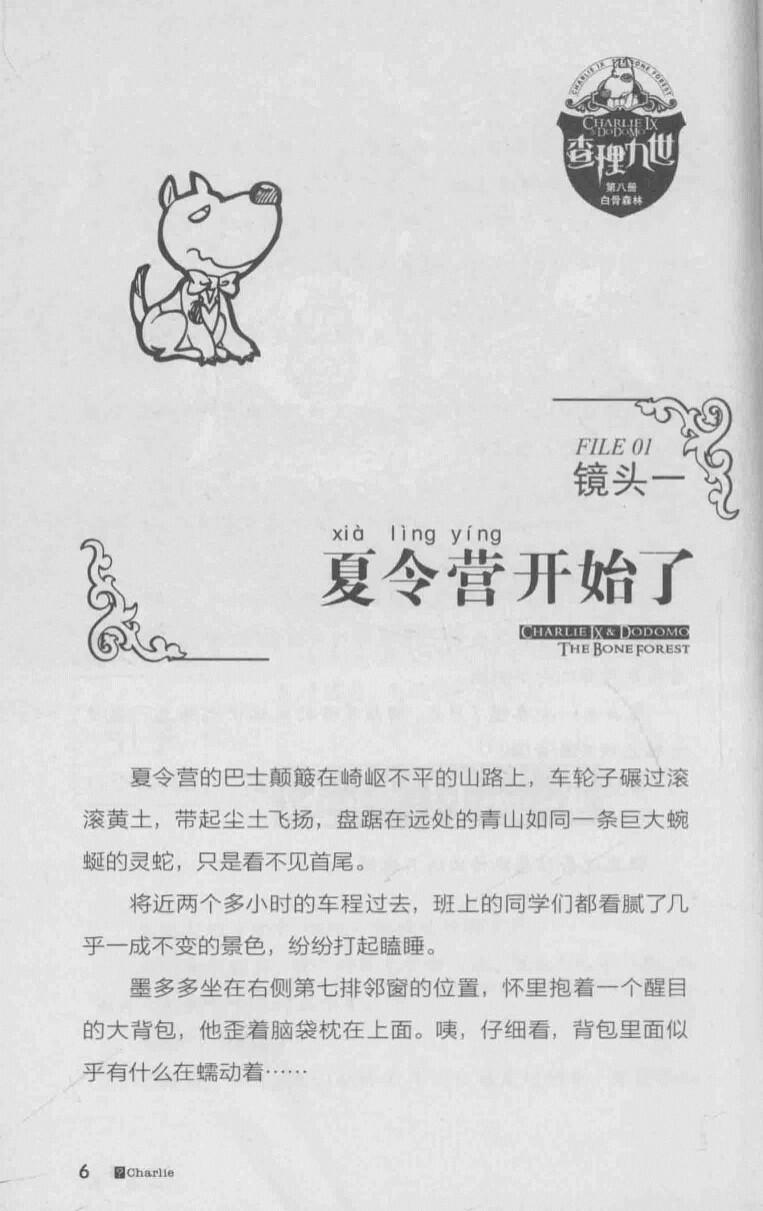 CHARLIE IX BONE FOREST
CHARLIE IX
& DODOMO
查理九世
第八册
白骨森林
FILE 01
镜头一
xià lìng yíng
夏令营开始了
CHARLIE IX & DODOMO
THE BONE FOREST
夏令营的巴士颠簸在崎岖不平的山路上，车轮子碾过滚
滚黄土，带起尘土飞扬，盘踞在远处的青山如同一条巨大蜿
蜒的灵蛇，只是看不见首尾。
将近两个多小时的车程过去，班上的同学们都看腻了几
乎一成不变的景色，纷纷打起瞌睡。
墨多多坐在右侧第七排邻窗的位置，怀里抱着一个醒目
的大背包，他歪着脑袋枕在上面。咦，仔细看，背包里面似
乎有什么在蠕动着……
6 Charlie